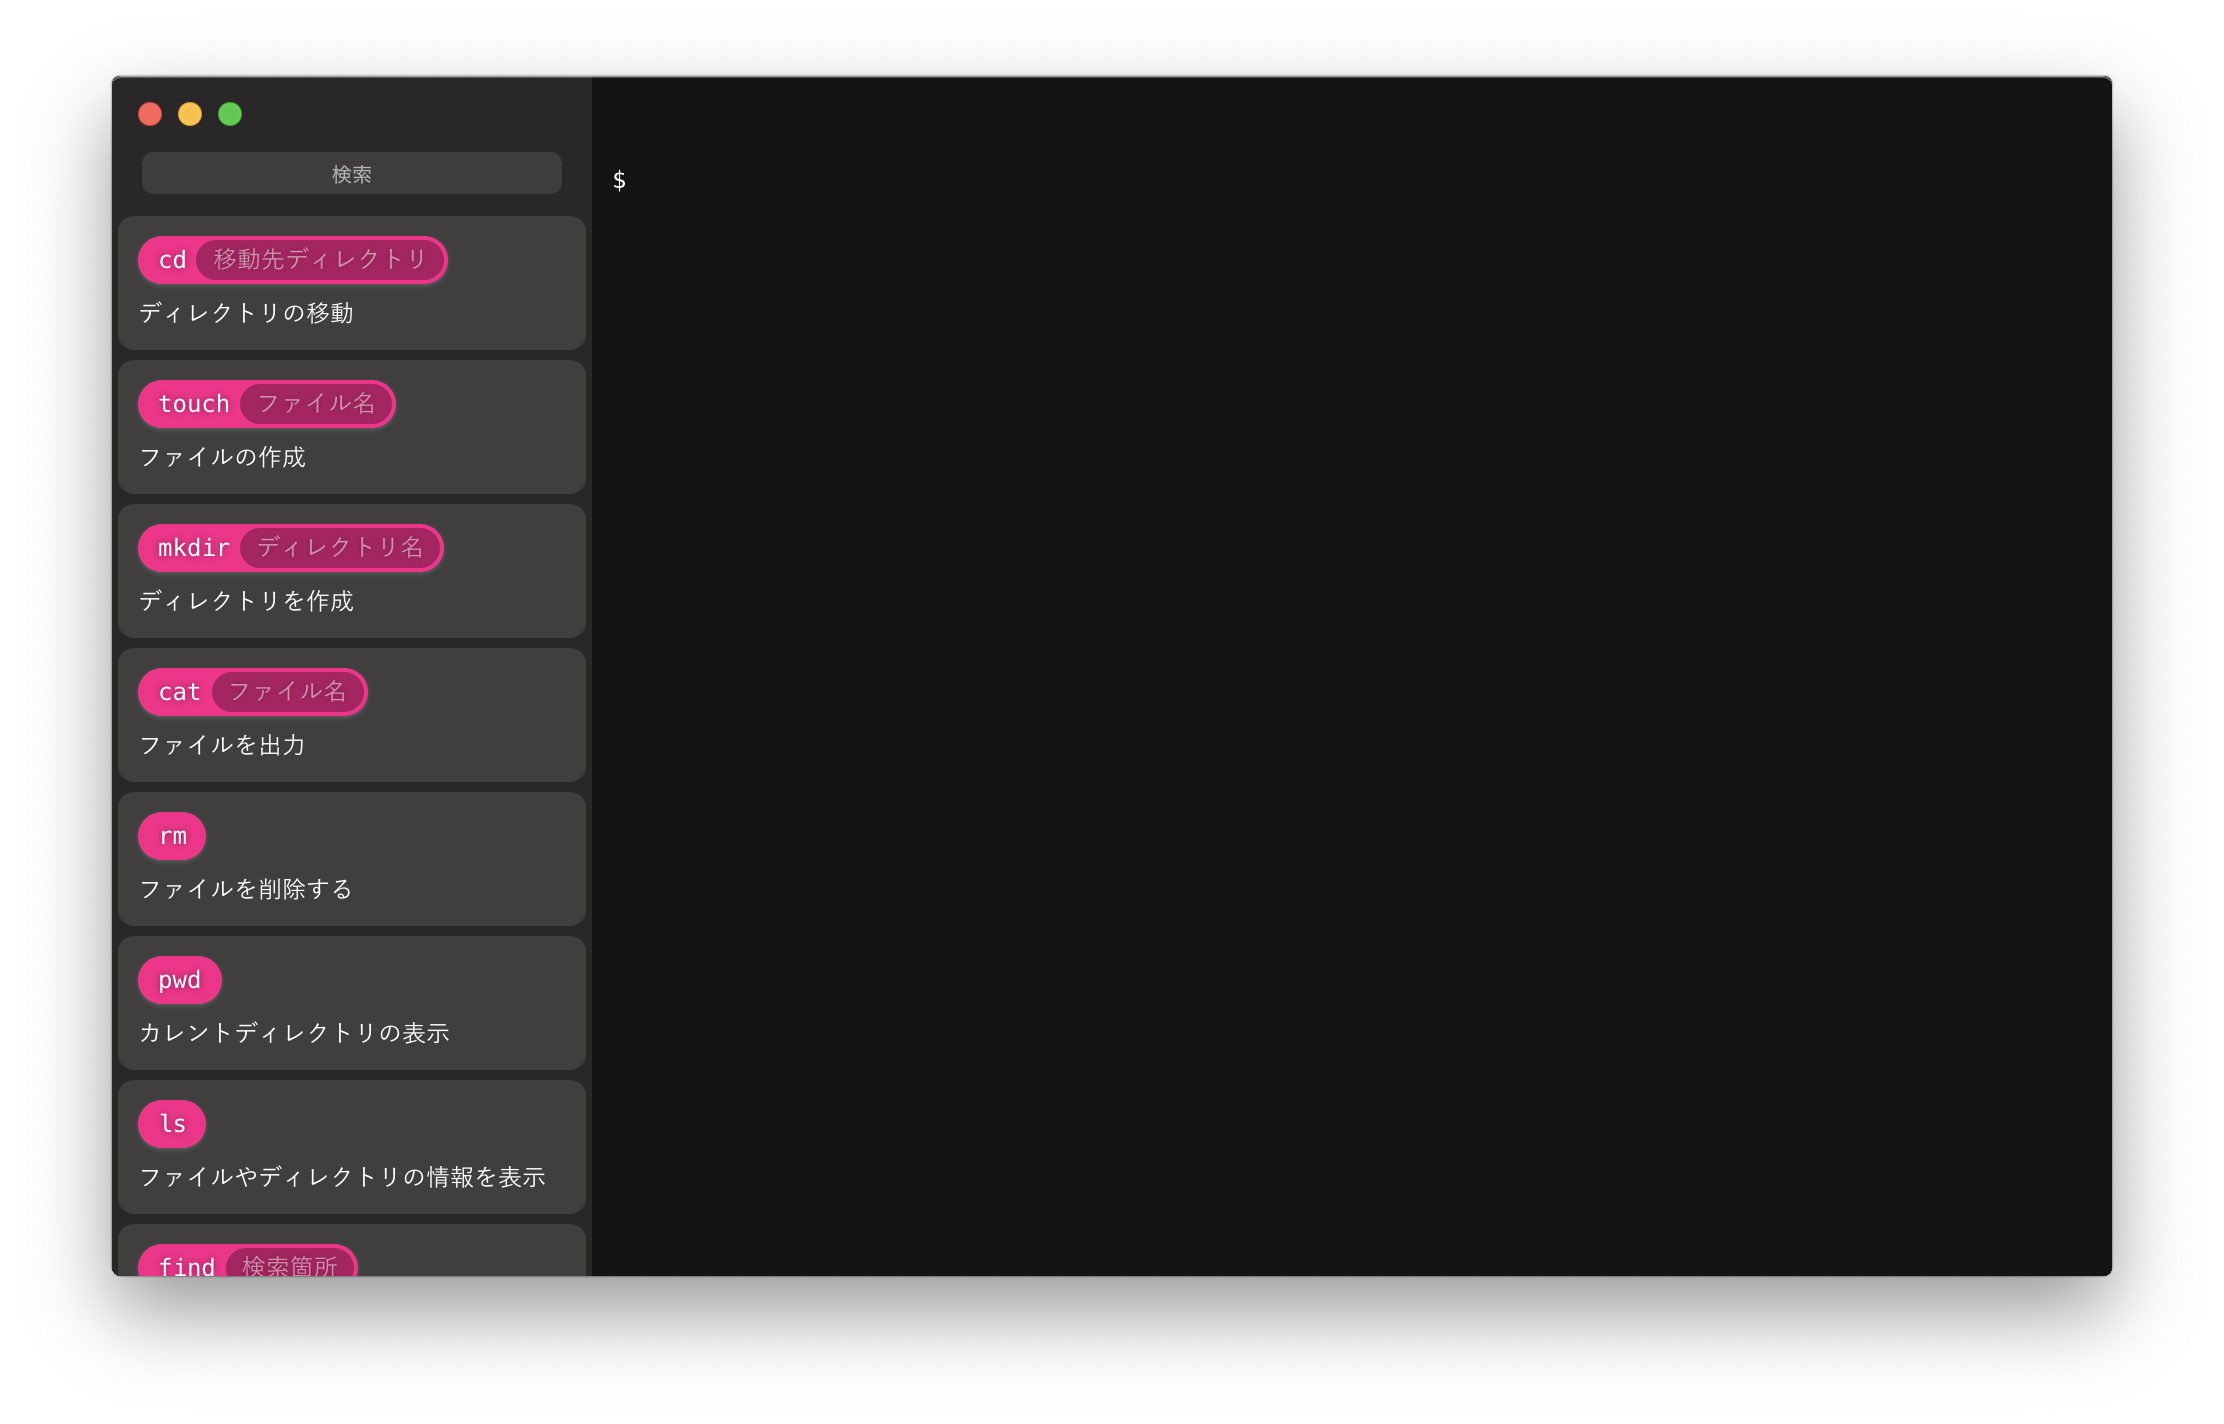 検索
$
cd 移動先ディレクトリ
ディレクトリの移動
touch ファイル名
ファイルの作成
mkdir ディレクトリ名
ディレクトリを作成
cat ファイル名
ファイルを出力
rm
ファイルを削除する
pwd
カレントディレクトリの表示
ls
ファイルやディレクトリの情報を表示
find 検索箇所